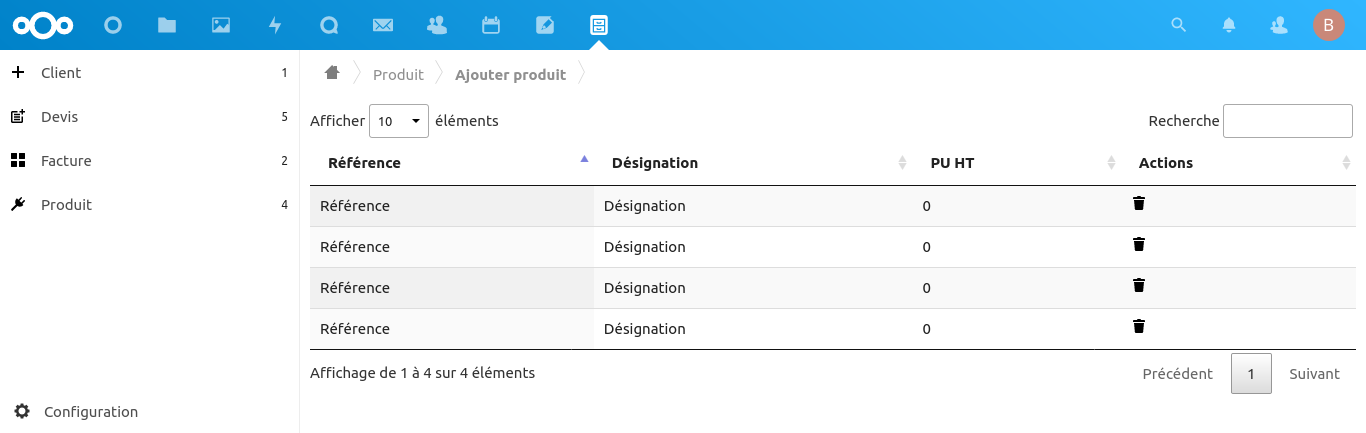 B
Client 1
Devis 5
Facture 2
Produit 4
Configuration
Produit Ajouter produit
Afficher 10 éléments Recherche
Référence Désignation PU HT Actions
Référence Désignation 0
Référence Désignation 0
Référence Désignation 0
Référence Désignation 0
Affichage de 1 à 4 sur 4 éléments Précédent 1 Suivant